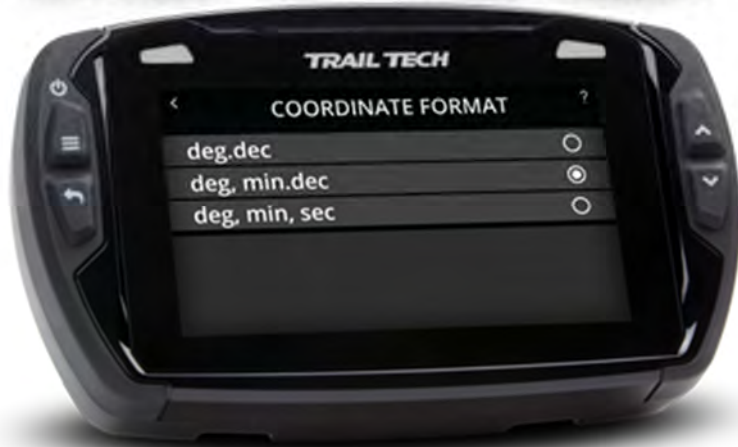 TRAIL TECH
< COORDINATE FORMAT ?
deg.dec
deg, min.dec
deg, min, sec